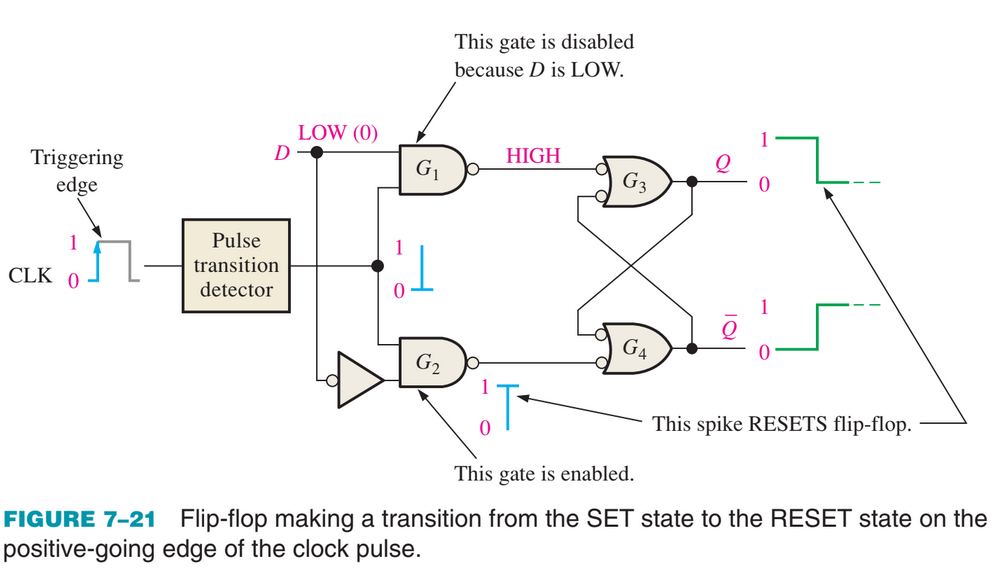 This gate is disabled
because D is LOW.
LOW (0)
D
Triggering
edge
1
CLK 0
Pulse
transition
detector
1
0
G1
HIGH
G3
Q
1
0
G2
G4
Q̅
1
0
1
0
This spike RESETS flip-flop.
This gate is enabled.
FIGURE 7–21 Flip-flop making a transition from the SET state to the RESET state on the
positive-going edge of the clock pulse.